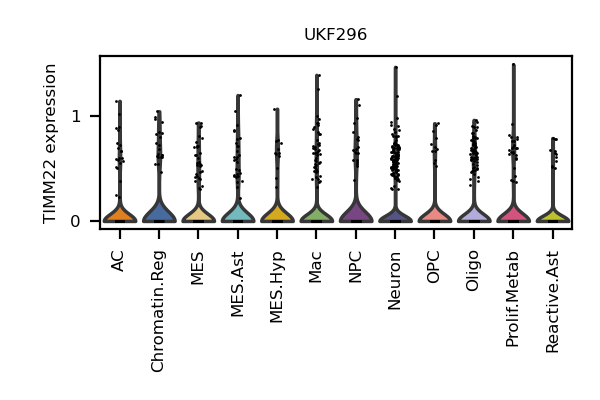 UKF296
TIMM22 expression
1
0
AC
Chromatin.Reg
MES
MES.Ast
MES.Hyp
Mac
NPC
Neuron
OPC
Oligo
Prolif.Metab
Reactive.Ast